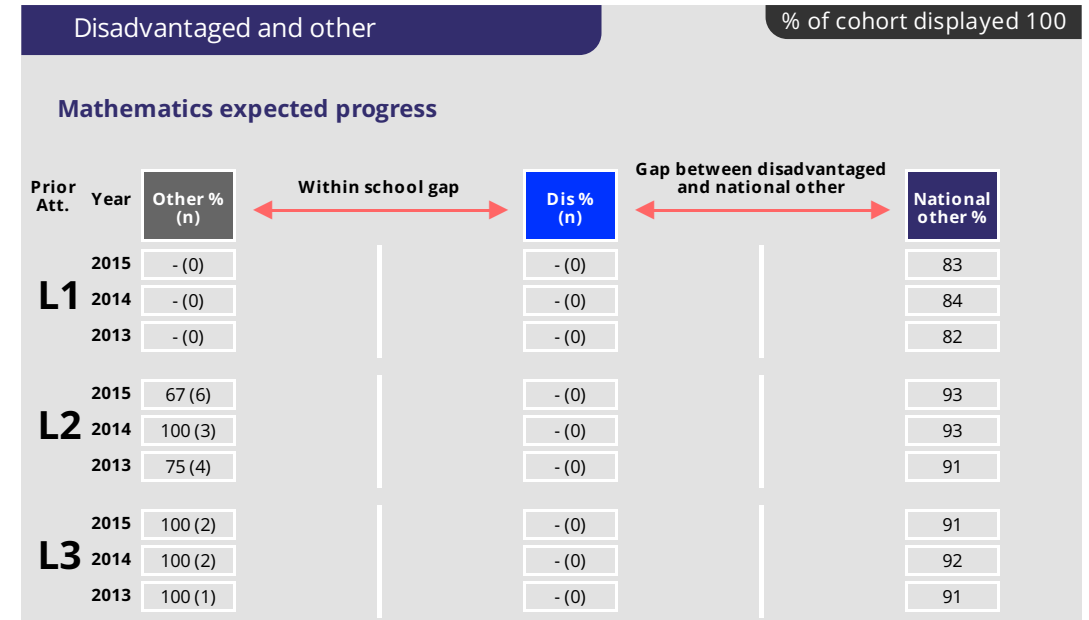 Disadvantaged and other
% of cohort displayed 100
Mathematics expected progress
Prior Att.
Year
Other % (n)
Within school gap
Dis % (n)
Gap between disadvantaged and national other
National other %
L1
2015 - (0) - (0) 83
2014 - (0) - (0) 84
2013 - (0) - (0) 82
L2
2015 67 (6) - (0) 93
2014 100 (3) - (0) 93
2013 75 (4) - (0) 91
L3
2015 100 (2) - (0) 91
2014 100 (2) - (0) 92
2013 100 (1) - (0) 91